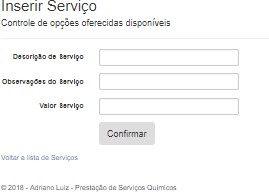 Inserir Serviço
Controle de opções oferecidas disponíveis
Descrição de Serviço
Observações do Serviço
Valor Serviço
Confirmar
Voltar a lista de Serviços
© 2018 - Adriano Luiz - Prestação de Serviços Químicos